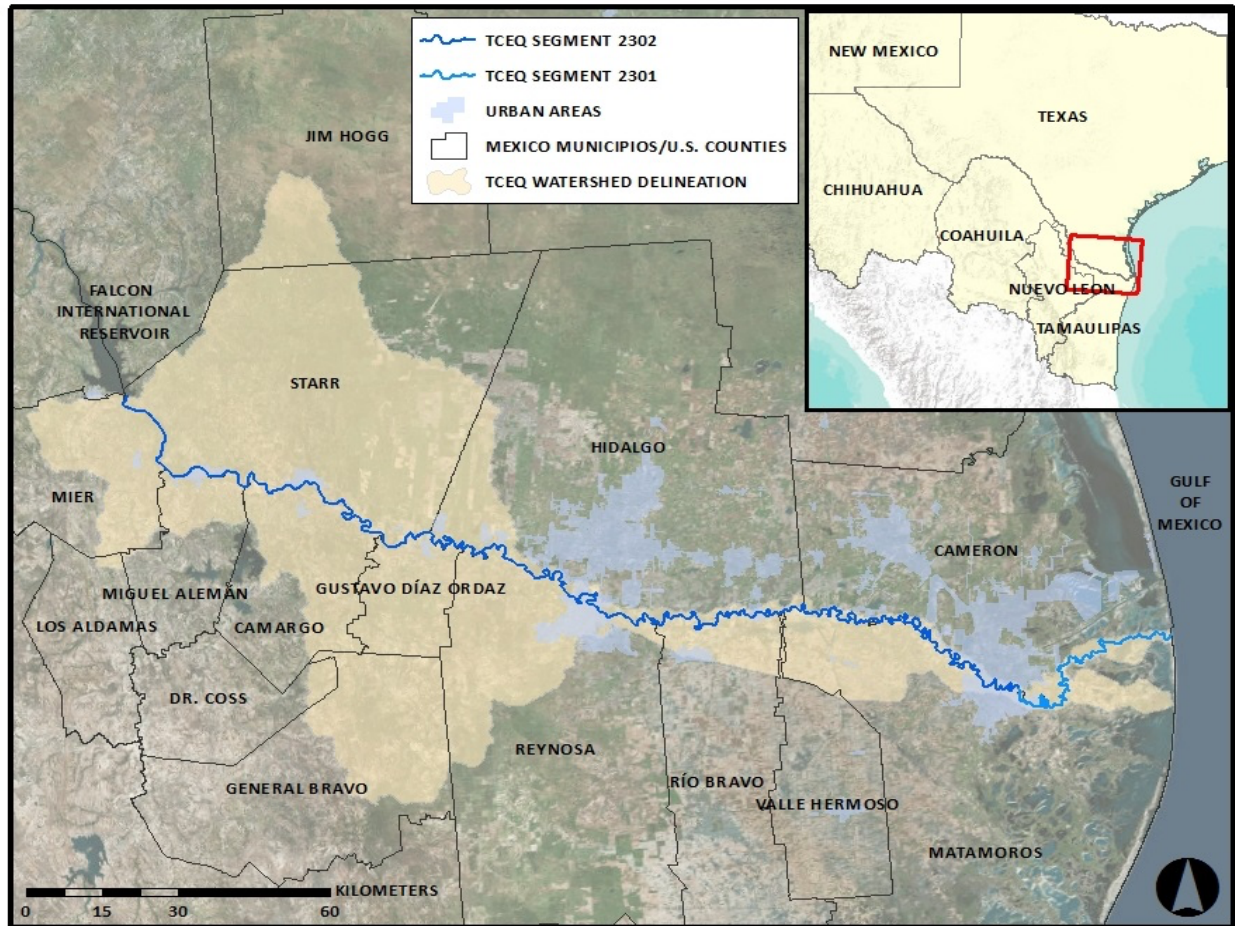 TCEQ SEGMENT 2302
TCEQ SEGMENT 2301
URBAN AREAS
MEXICO MUNICIPIOS/U.S. COUNTIES
TCEQ WATERSHED DELINEATION
NEW MEXICO
TEXAS
CHIHUAHUA
COAHUILA
NUEVO LEON
TAMAULIPAS
JIM HOGG
FALCON
INTERNATIONAL
RESERVOIR
STARR
HIDALGO
MIER
GULF
OF
MEXICO
CAMERON
MIGUEL ALEMÁN
GUSTAVO DÍAZ ORDAZ
LOS ALDAMAS
CAMARGO
DR. COSS
REYNOSA
GENERAL BRAVO
RÍO BRAVO
VALLE HERMOSO
MATAMOROS
KILOMETERS
0 15 30 60